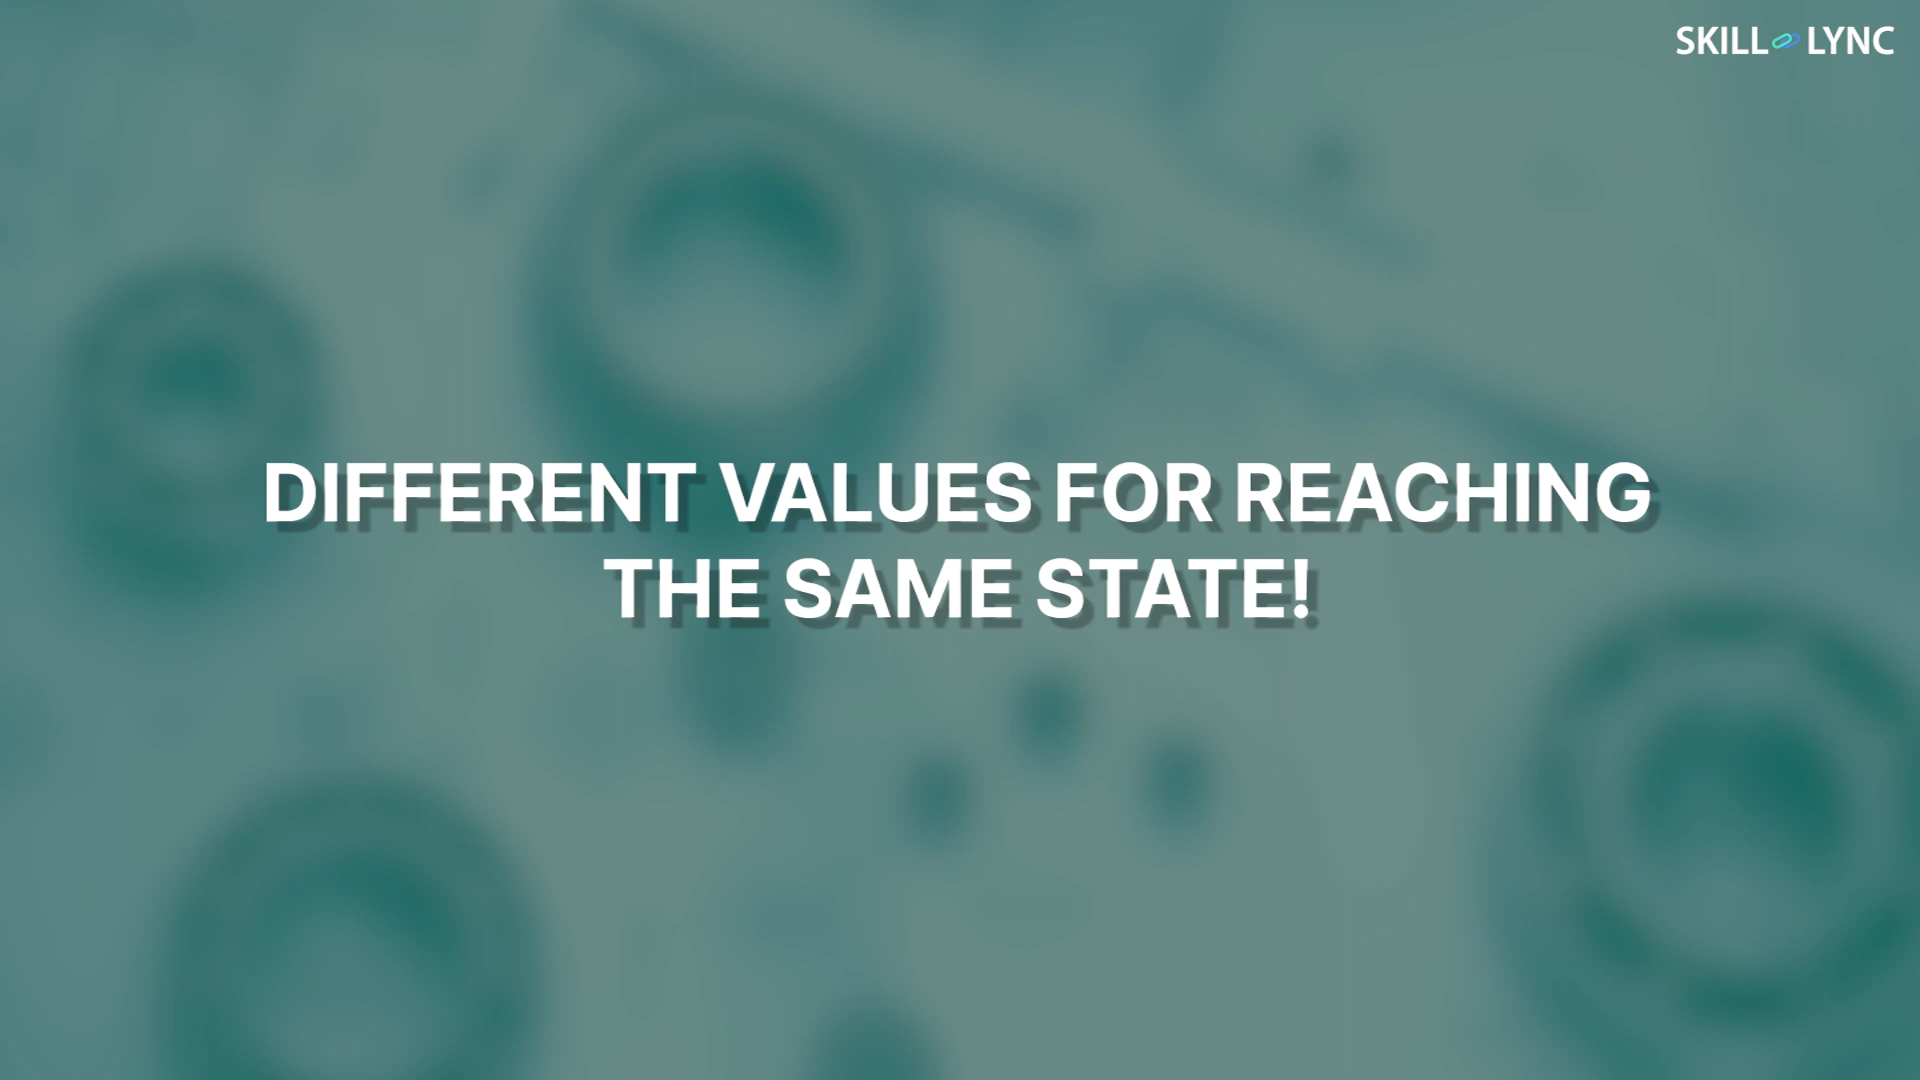 SKILL LYNC
DIFFERENT VALUES FOR REACHING
THE SAME STATE!